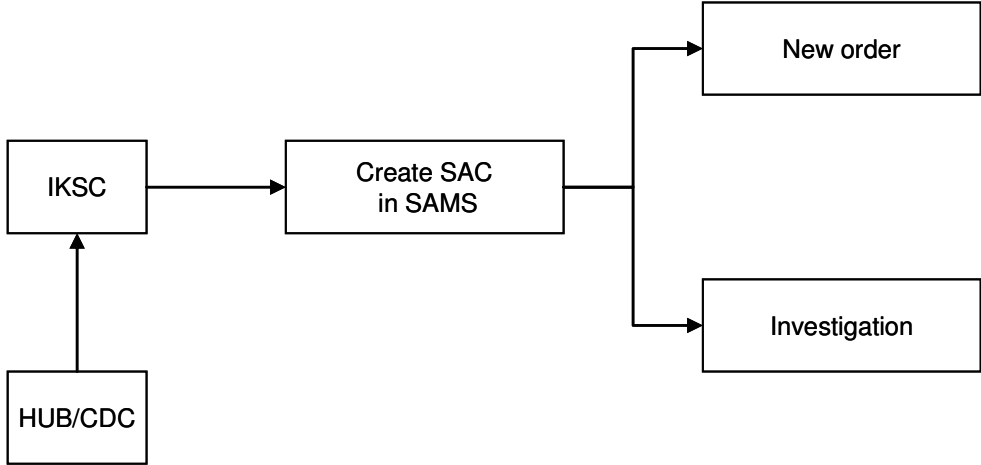 New order
IKSC
Create SAC
in SAMS
Investigation
HUB/CDC